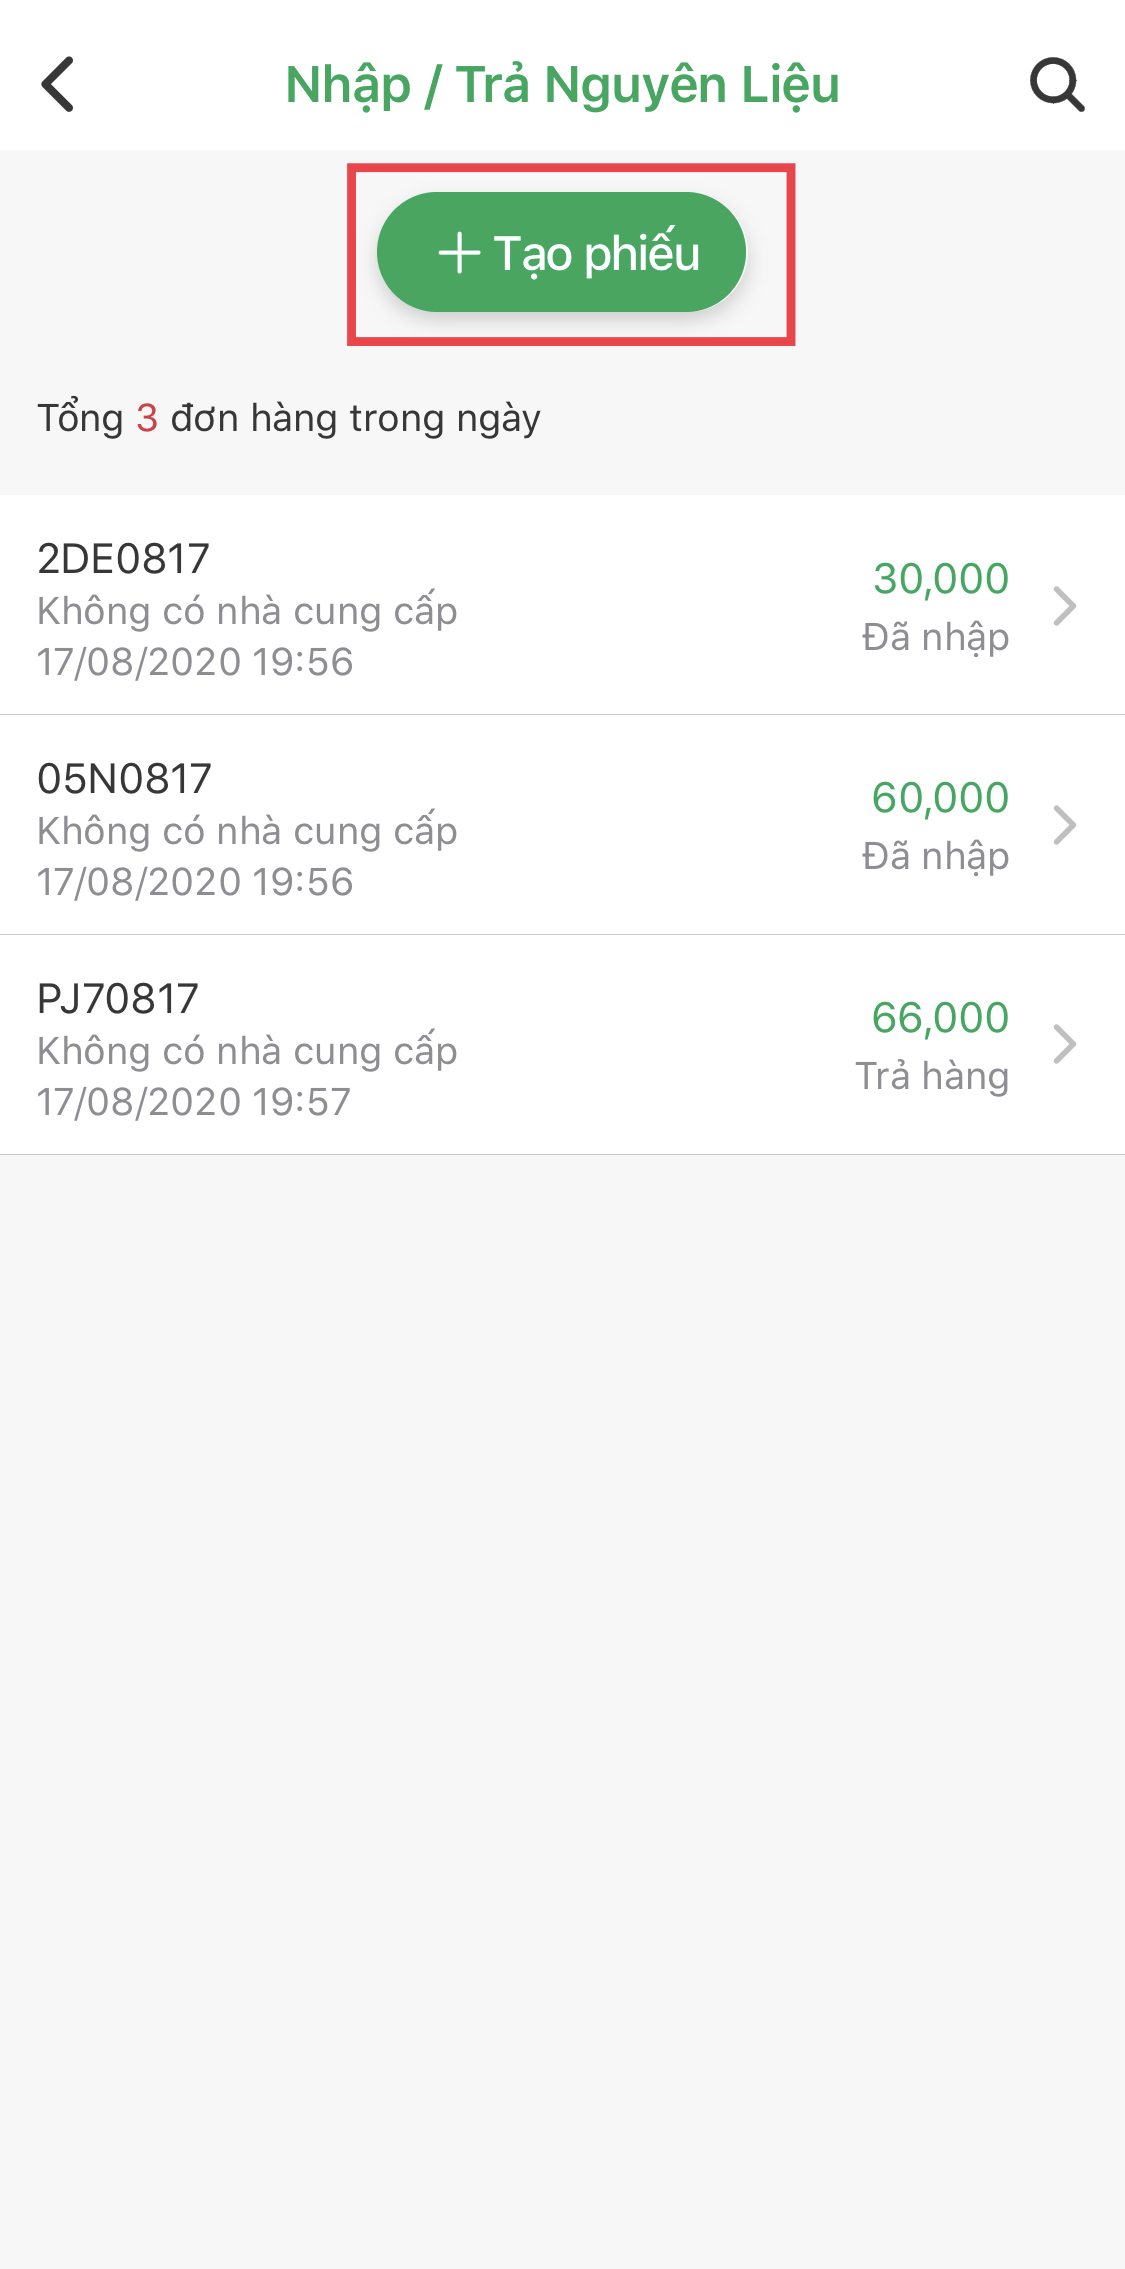 Nhập / Trả Nguyên Liệu
+ Tạo phiếu
Tổng 3 đơn hàng trong ngày
2DE0817
Không có nhà cung cấp
17/08/2020 19:56
30,000
Đã nhập
05N0817
Không có nhà cung cấp
17/08/2020 19:56
60,000
Đã nhập
PJ70817
Không có nhà cung cấp
17/08/2020 19:57
66,000
Trả hàng